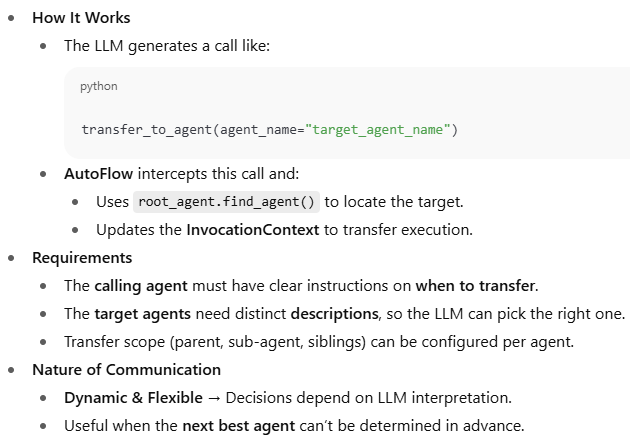 How It Works
The LLM generates a call like:
python
transfer_to_agent(agent_name="target_agent_name")
AutoFlow intercepts this call and:
Uses root_agent.find_agent() to locate the target.
Updates the InvocationContext to transfer execution.
Requirements
The calling agent must have clear instructions on when to transfer.
The target agents need distinct descriptions, so the LLM can pick the right one.
Transfer scope (parent, sub-agent, siblings) can be configured per agent.
Nature of Communication
Dynamic & Flexible → Decisions depend on LLM interpretation.
Useful when the next best agent can't be determined in advance.